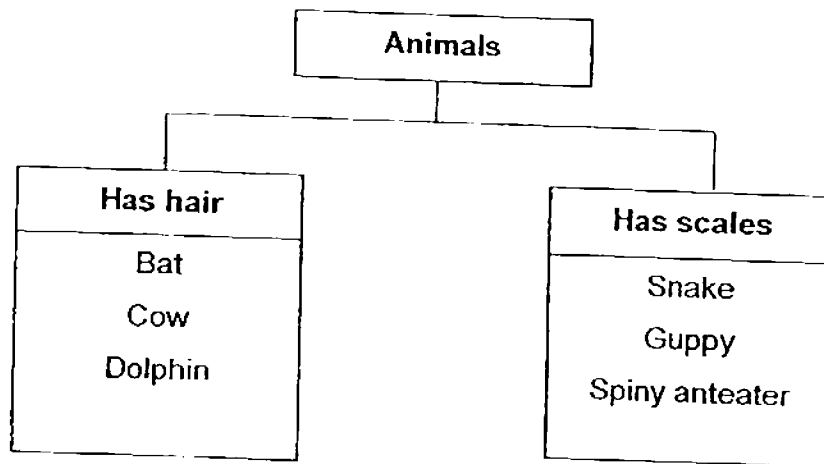 Animals
Has hair
Bat
Cow
Dolphin
Has scales
Snake
Guppy
Spiny anteater